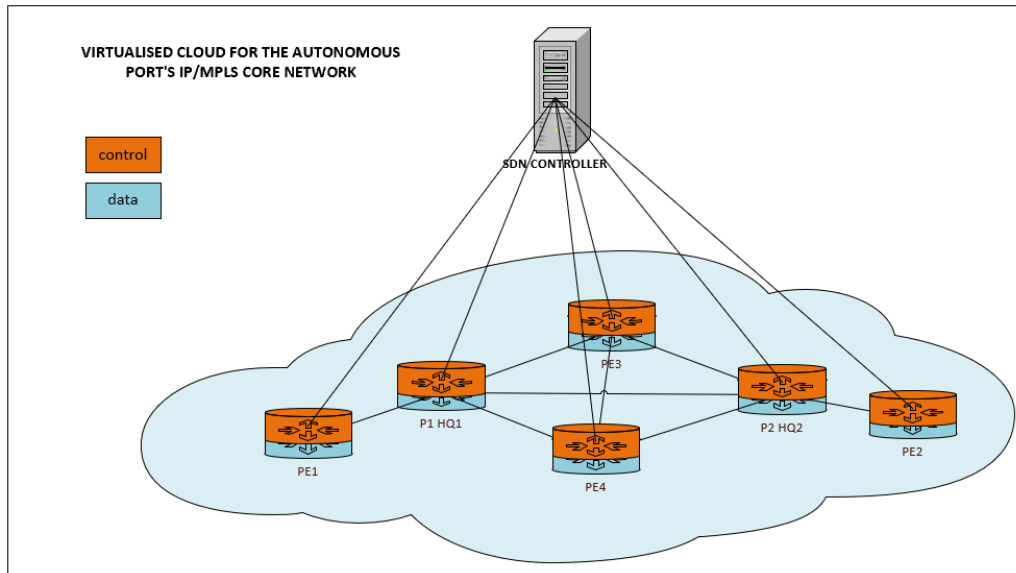 VIRTUALISED CLOUD FOR THE AUTONOMOUS
PORT'S IP/MPLS CORE NETWORK
control
data
SDN CONTROLLER
PE3
P1 HQ1
P2 HQ2
PE1
PE4
PE2